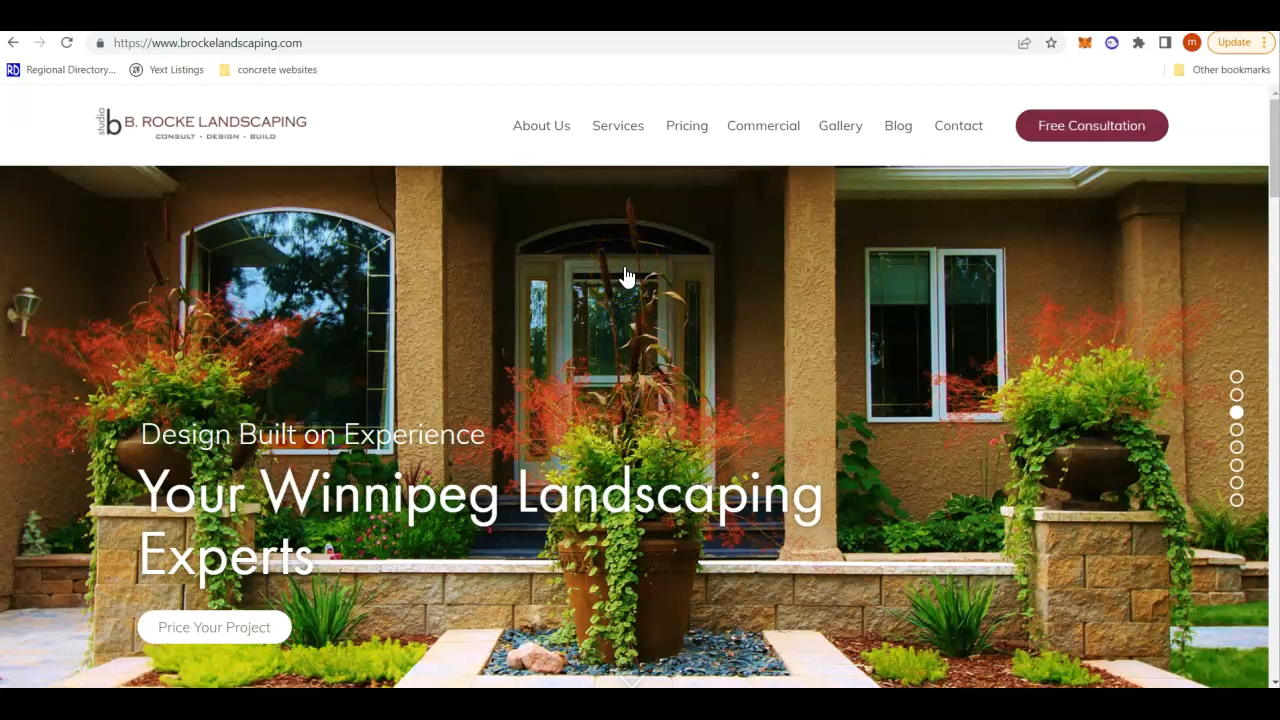 https://www.brockelandscaping.com
m
Update
RD Regional Directory... Yext Listings concrete websites Other bookmarks
studio b B. ROCKE LANDSCAPING
CONSULT · DESIGN · BUILD
About Us Services Pricing Commercial Gallery Blog Contact Free Consultation
Design Built on Experience
Your Winnipeg Landscaping
Experts
Price Your Project